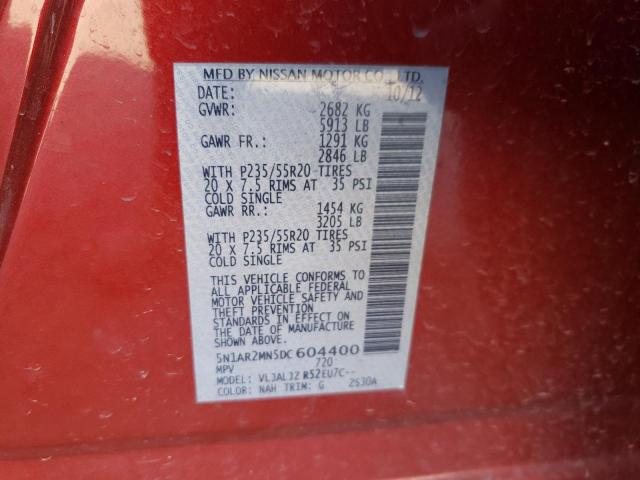 MFD BY NISSAN MOTOR CO., LTD.
DATE: 10/12
GVWR: 2682 KG
5913 LB
GAWR FR.: 1291 KG
2846 LB
WITH P235/55R20 TIRES
20 X 7.5 RIMS AT 35 PSI
COLD SINGLE
GAWR RR.: 1454 KG
3205 LB
WITH P235/55R20 TIRES
20 X 7.5 RIMS AT 35 PSI
COLD SINGLE
THIS VEHICLE CONFORMS TO
ALL APPLICABLE FEDERAL
MOTOR VEHICLE SAFETY AND
THEFT PREVENTION
STANDARDS IN EFFECT ON
THE DATE OF MANUFACTURE
SHOWN ABOVE.
5N1AR2MN5DC604400
MPV 720
MODEL: VLJALJZ R52EU7C--
COLOR: NAH TRIM: G 2S30A